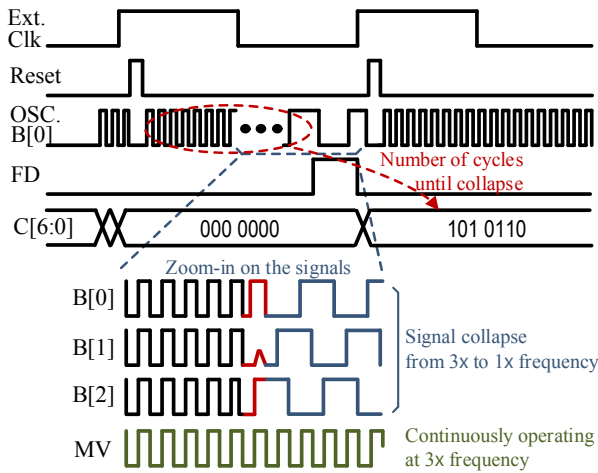 Ext.
Clk
Reset
OSC.
B[0]
Number of cycles
until collapse
FD
C[6:0]
000 0000
101 0110
Zoom-in on the signals
B[0]
B[1]
B[2]
Signal collapse
from 3x to 1x frequency
MV
Continuously operating
at 3x frequency